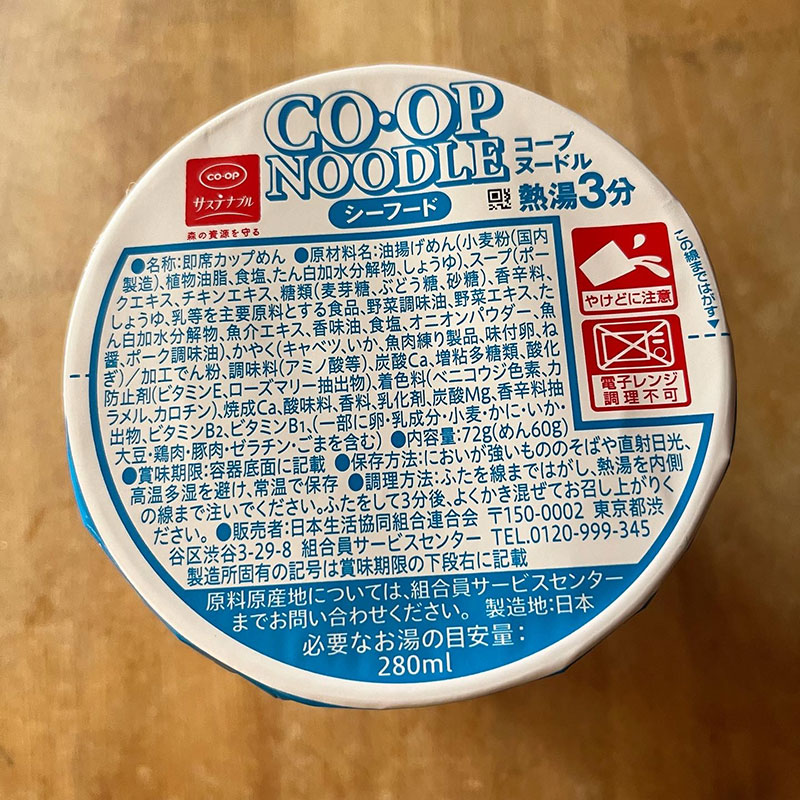 CO·OP
NOODLE
コープ
ヌードル
シーフード
熱湯3分
CO·OP
サステナブル
森の資源を守る
この線まではがす▼
やけどに注意
電子レンジ
調理不可
●名称:即席カップめん ●原材料名:油揚げめん(小麦粉(国内
製造)、植物油脂、食塩、たん白加水分解物、しょうゆ)、スープ(ポー
クエキス、チキンエキス、糖類(麦芽糖、ぶどう糖、砂糖)、香辛料、
しょうゆ、乳等を主要原料とする食品、野菜調味油、野菜エキス、た
ん白加水分解物、魚介エキス、香味油、食塩、オニオンパウダー、魚
醤、ポーク調味油)、かやく(キャベツ、いか、魚肉練り製品、味付卵、ね
ぎ)/加工でん粉、調味料(アミノ酸等)、炭酸Ca、増粘多糖類、酸化
防止剤(ビタミンE、ローズマリー抽出物)、着色料(ベニコウジ色素、カ
ラメル、カロチン)、焼成Ca、酸味料、香料、乳化剤、炭酸Mg、香辛料抽
出物、ビタミンB2、ビタミンB1、(一部に卵・乳成分・小麦・かに・いか・
大豆・鶏肉・豚肉・ゼラチン・ごまを含む) ●内容量:72g(めん60g)
●賞味期限:容器底面に記載 ●保存方法:においが強いもののそばや直射日光、
高温多湿を避け、常温で保存 ●調理方法:ふたを線まではがし、熱湯を内側
の線まで注いでください。ふたをして3分後、よくかき混ぜてお召し上がりく
ださい。 ●販売者:日本生活協同組合連合会 〒150-0002 東京都渋
谷区渋谷3-29-8 組合員サービスセンター TEL.0120-999-345
製造所固有の記号は賞味期限の下段右に記載
原料原産地については、組合員サービスセンター
までお問い合わせください。 製造地:日本
必要なお湯の目安量:
280ml